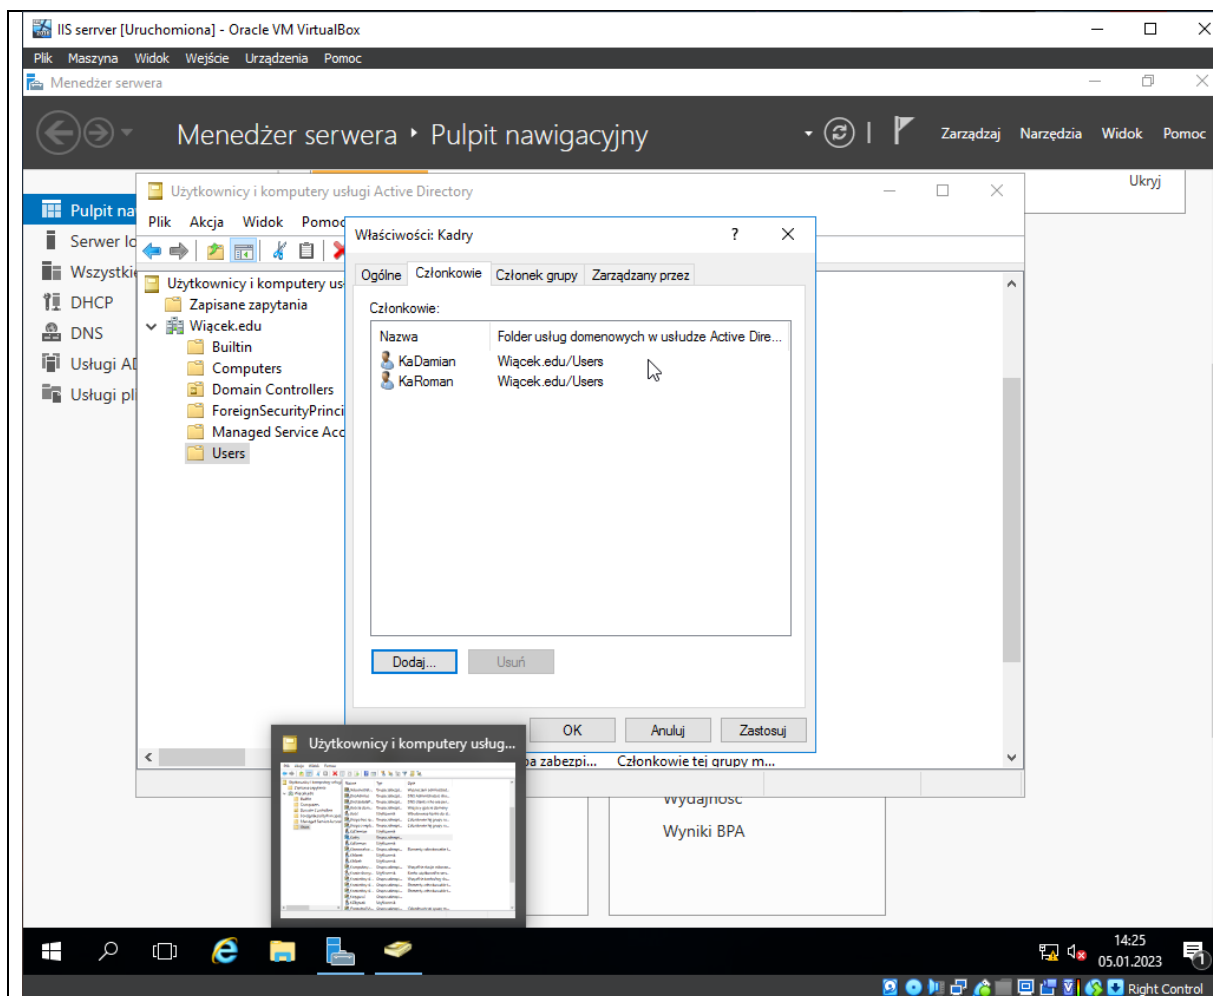 IIS serrver [Uruchomiona] - Oracle VM VirtualBox
Plik Maszyna Widok Wejście Urządzenia Pomoc
Menedżer serwera
Menedżer serwera ‣ Pulpit nawigacyjny
Zarządzaj Narzędzia Widok Pomoc
Ukryj
Pulpit na
Serwer lo
Wszystkie
DHCP
DNS
Usługi AD
Usługi pli
Użytkownicy i komputery usługi Active Directory
Plik Akcja Widok Pomoc
Użytkownicy i komputery us
Zapisane zapytania
Wiącek.edu
Builtin
Computers
Domain Controllers
ForeignSecurityPrinci
Managed Service Acc
Users
Właściwości: Kadry
Ogólne Członkowie Członek grupy Zarządzany przez
Członkowie:
Nazwa Folder usług domenowych w usłudze Active Dire...
KaDamian Wiącek.edu/Users
KaRoman Wiącek.edu/Users
Dodaj... Usuń
OK Anuluj Zastosuj
pa zabezpi... Członkowie tej grupy m...
Użytkownicy i komputery usług...
Wydajność
Wyniki BPA
14:25
05.01.2023
1
Right Control